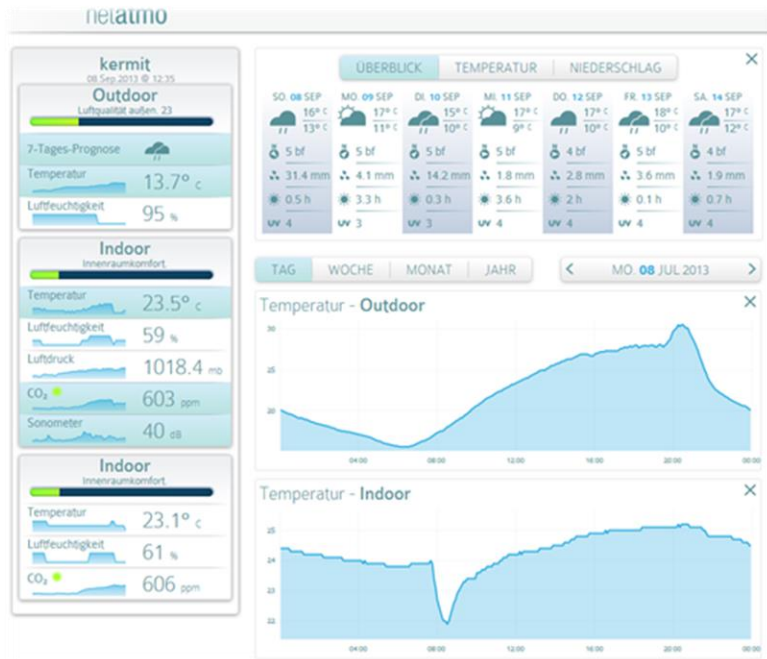 netatmo
kermit
08 Sep 2013 @ 12:35
Outdoor
Luftqualität außen. 23
7-Tages-Prognose
Temperatur
13.7° c
Luftfeuchtigkeit
95 %
Indoor
Innenraumkomfort
Temperatur
23.5° c
Luftfeuchtigkeit
59 %
Luftdruck
1018.4 mb
CO₂
603 ppm
Sonometer
40 dB
Indoor
Innenraumkomfort
Temperatur
23.1° c
Luftfeuchtigkeit
61 %
CO₂
606 ppm
ÜBERBLICK TEMPERATUR NIEDERSCHLAG
SO. 08 SEP MO. 09 SEP DI. 10 SEP MI. 11 SEP DO. 12 SEP FR. 13 SEP SA. 14 SEP
16° C 17° C 15° C 17° C 17° C 18° C 17° C
13° C 11° C 10° C 9° C 10° C 10° C 12° C
5 bf 5 bf 5 bf 5 bf 4 bf 5 bf 4 bf
31.4 mm 4.1 mm 14.2 mm 1.8 mm 2.8 mm 3.6 mm 1.9 mm
0.5 h 3.3 h 0.3 h 3.6 h 2 h 0.1 h 0.7 h
UV 4 UV 3 UV 3 UV 4 UV 4 UV 4 UV 4
TAG WOCHE MONAT JAHR
< MO. 08 JUL 2013 >
Temperatur - Outdoor
30
25
20
04:00 08:00 12:00 16:00 20:00 00:00
Temperatur - Indoor
25
24
23
22
04:00 08:00 12:00 16:00 20:00 00:00